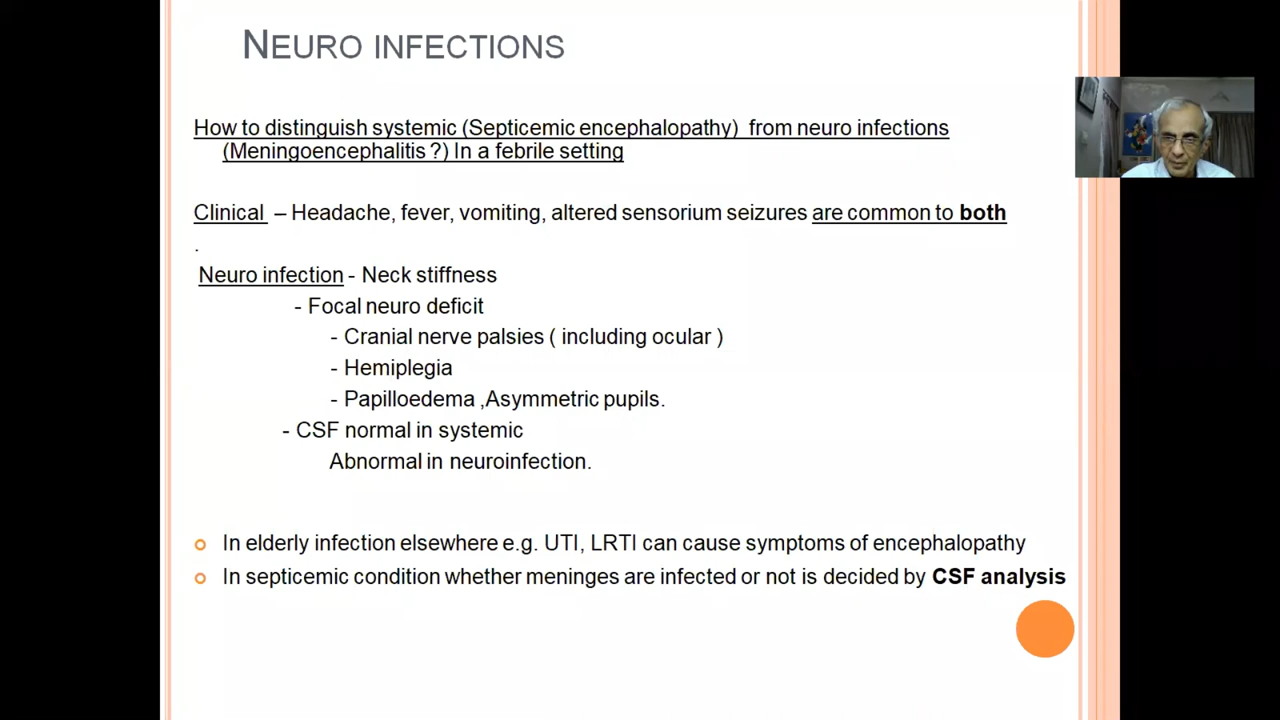 NEURO INFECTIONS
How to distinguish systemic (Septicemic encephalopathy) from neuro infections
(Meningoencephalitis ?) In a febrile setting
Clinical – Headache, fever, vomiting, altered sensorium seizures are common to both
.
Neuro infection - Neck stiffness
- Focal neuro deficit
- Cranial nerve palsies ( including ocular )
- Hemiplegia
- Papilloedema ,Asymmetric pupils.
- CSF normal in systemic
Abnormal in neuroinfection.
In elderly infection elsewhere e.g. UTI, LRTI can cause symptoms of encephalopathy
In septicemic condition whether meninges are infected or not is decided by CSF analysis